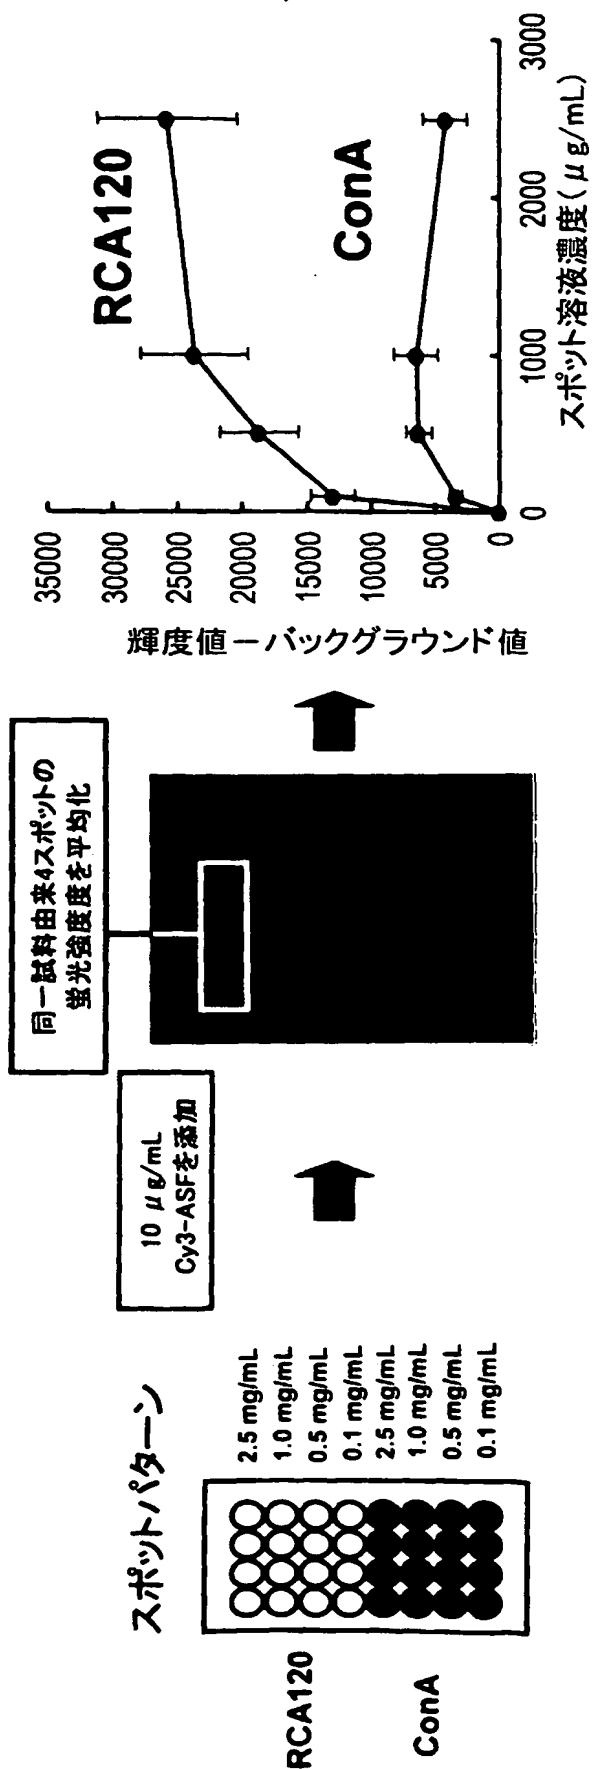 スポットパターン
RCA120
ConA
2.5 mg/mL
1.0 mg/mL
0.5 mg/mL
0.1 mg/mL
2.5 mg/mL
1.0 mg/mL
0.5 mg/mL
0.1 mg/mL
10 μg/mL
Cy3-ASFを添加
同一試料由来4スポットの
蛍光強度度を平均化
輝度値－バックグラウンド値
35000
30000
25000
20000
15000
10000
5000
0
RCA120
ConA
0
1000
2000
3000
スポット溶液濃度(μg/mL)